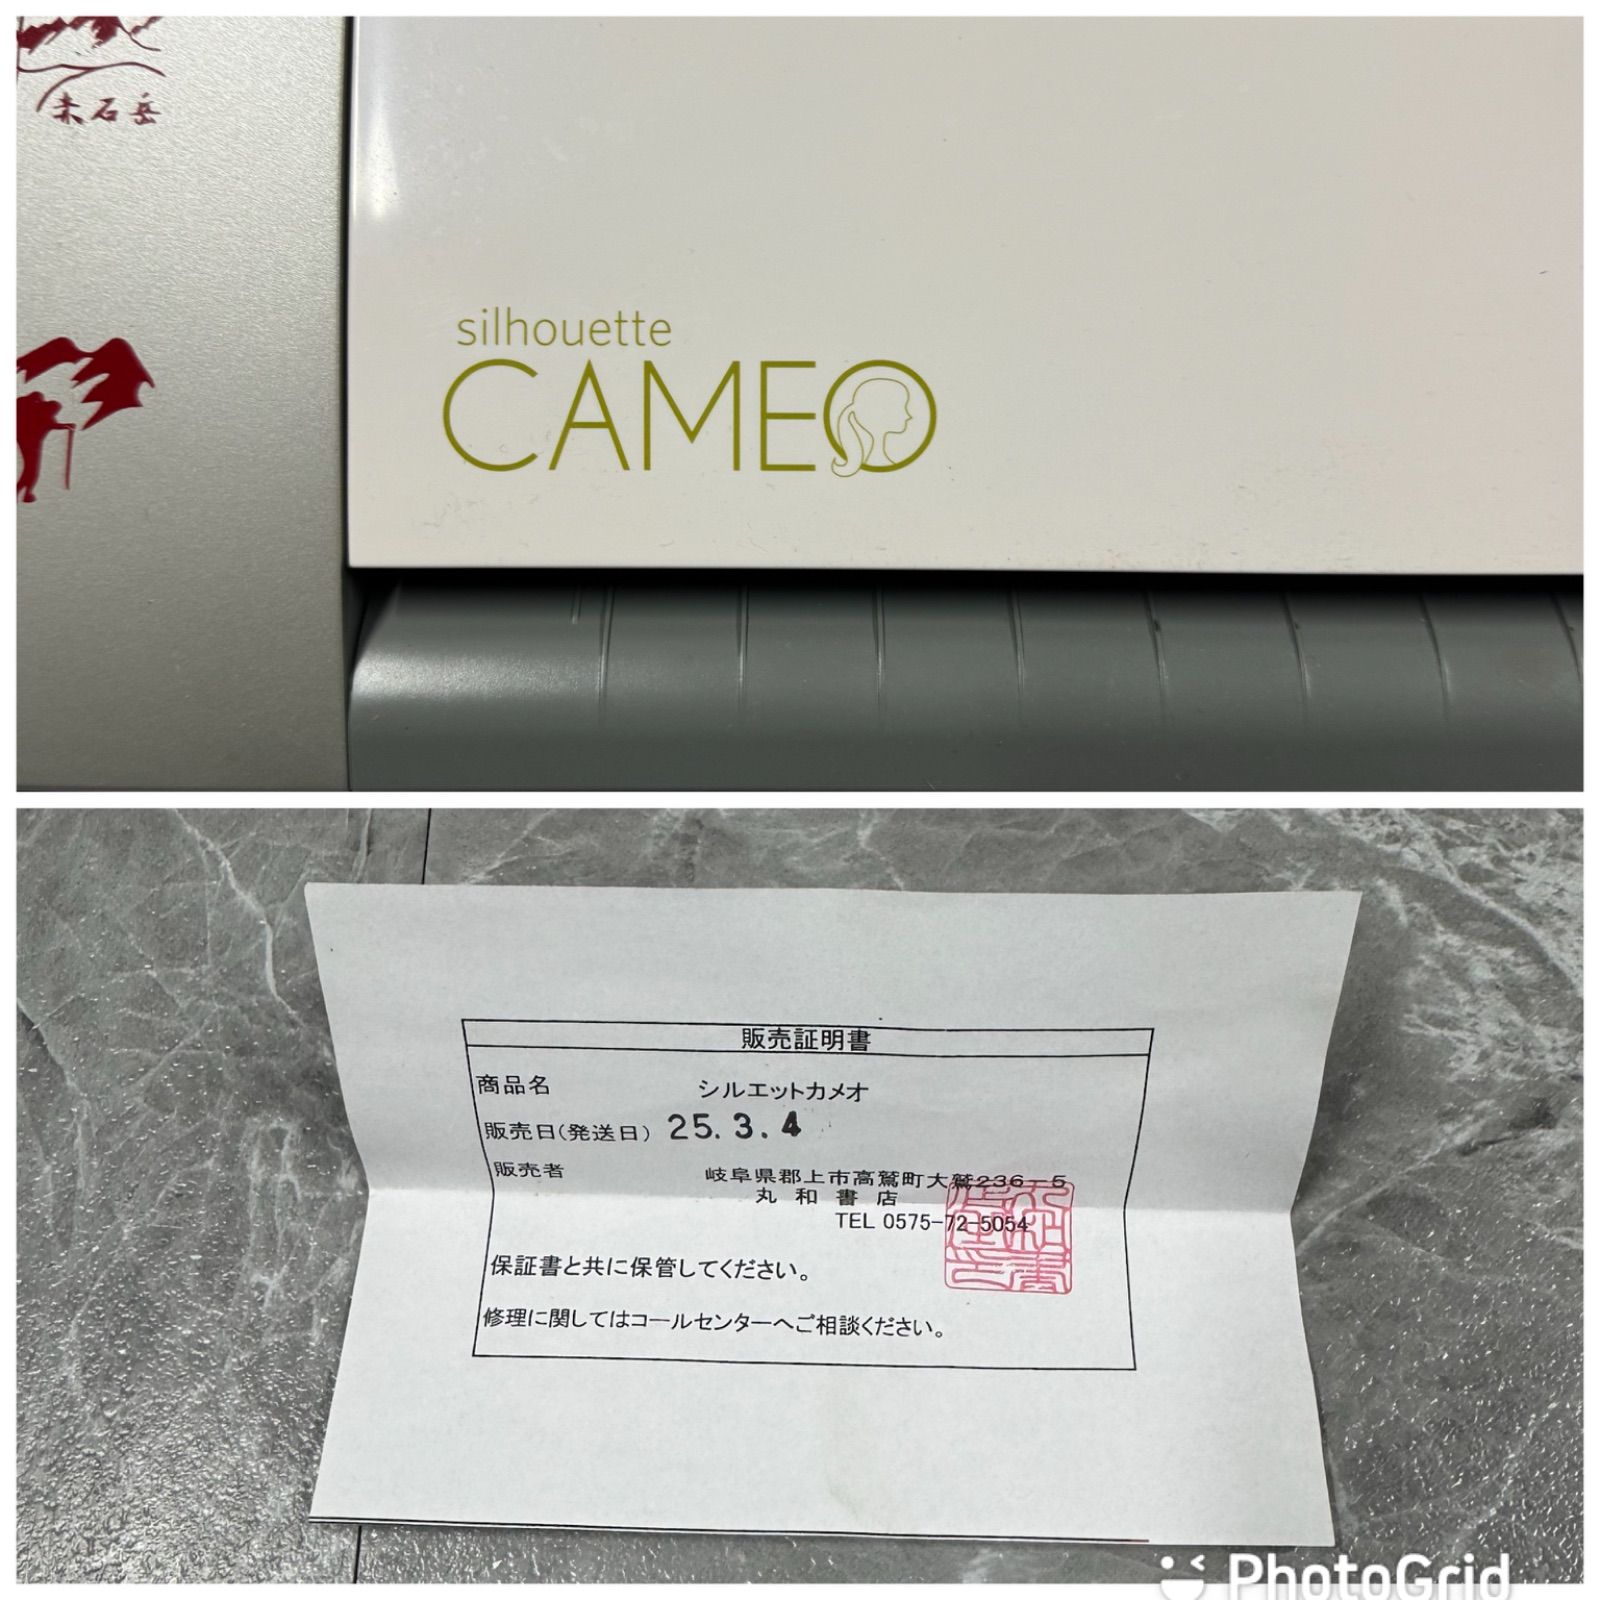 赤石岳
silhouette
CAMEO
販売証明書
商品名 シルエットカメオ
販売日(発送日) 25.3.4
販売者 岐阜県郡上市高鷲町大鷲236-5
丸和書店
TEL 0575-72-5054
保証書と共に保管してください。
修理に関してはコールセンターへご相談ください。
PhotoGrid